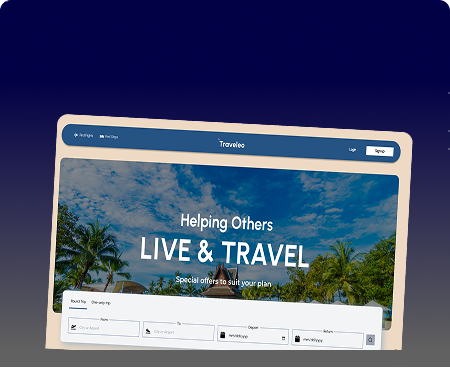 Find Flights Find Stays Traveleo Login Sign up
Helping Others
LIVE & TRAVEL
Special offers to suit your plan
Round Trip One-way trip
From To Depart Return
City or Airport City or Airport mm/dd/yyyy mm/dd/yyyy